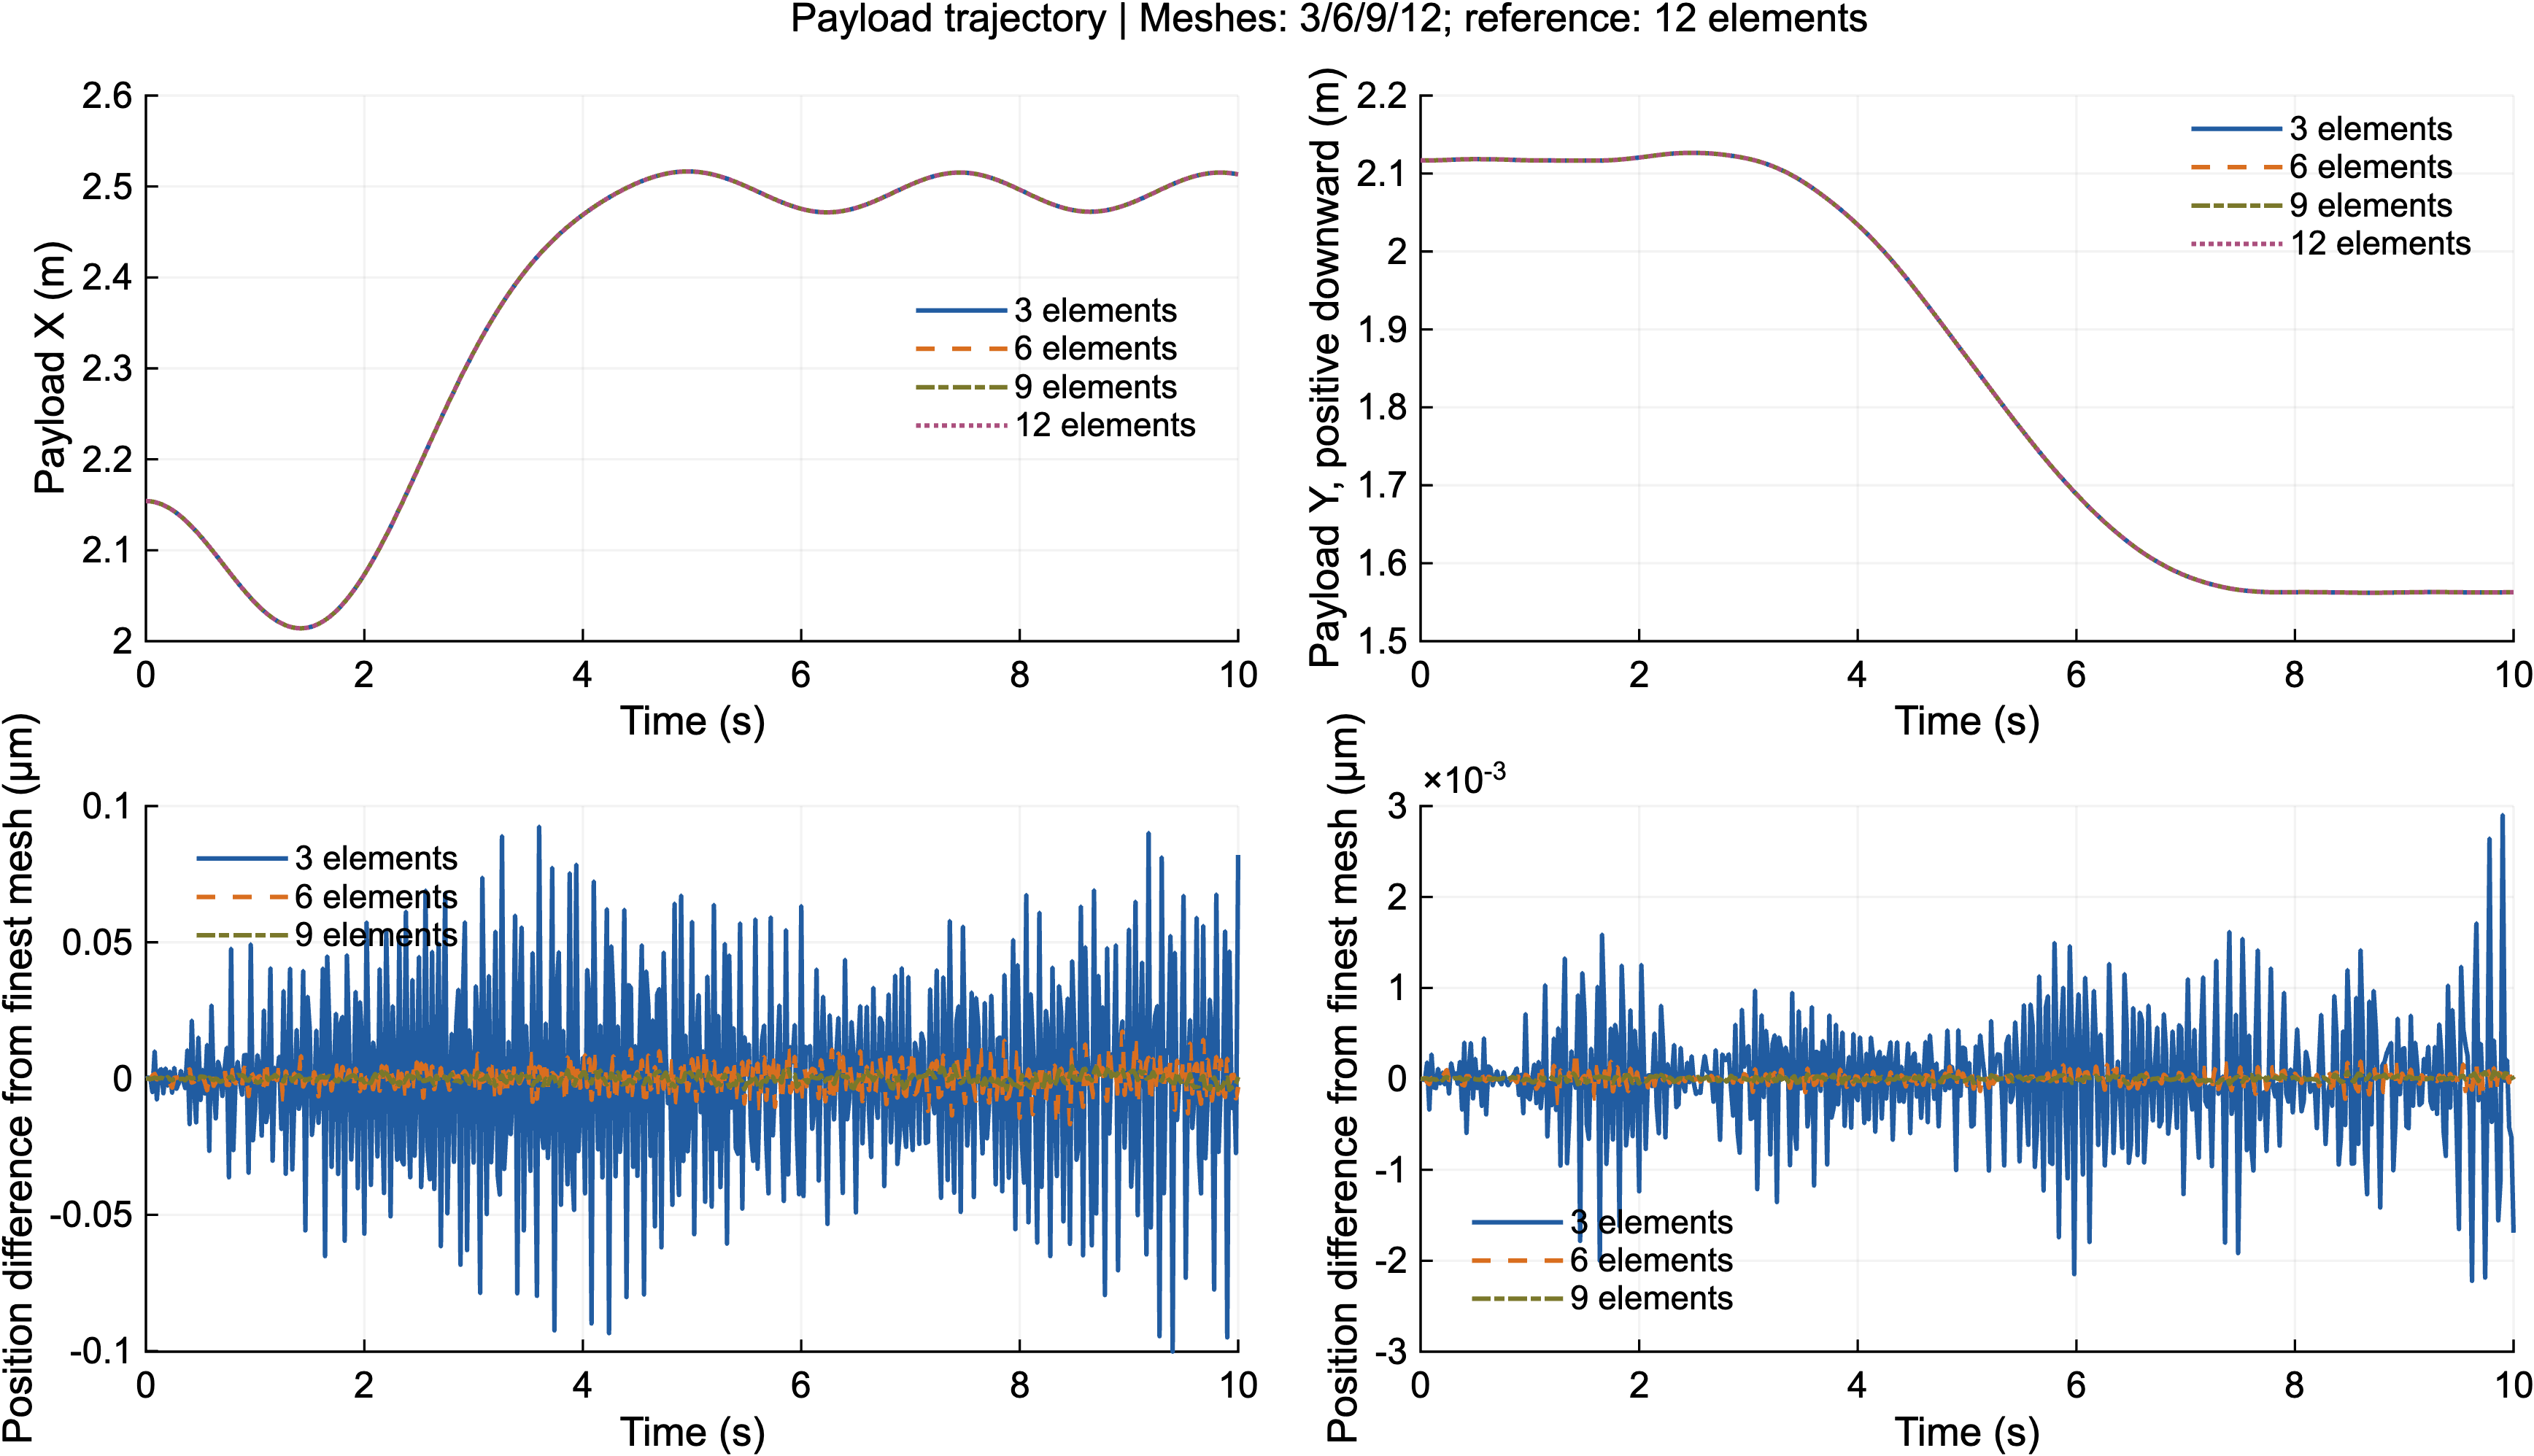 Payload trajectory | Meshes: 3/6/9/12; reference: 12 elements
Payload X (m)
2.6
2.5
2.4
2.3
2.2
2.1
2
0 2 4 6 8 10
Time (s)
3 elements
6 elements
9 elements
12 elements
Payload Y, positive downward (m)
2.2
2.1
2
1.9
1.8
1.7
1.6
1.5
0 2 4 6 8 10
Time (s)
3 elements
6 elements
9 elements
12 elements
Position difference from finest mesh (μm)
0.1
0.05
0
-0.05
-0.1
0 2 4 6 8 10
Time (s)
3 elements
6 elements
9 elements
Position difference from finest mesh (μm)
×10⁻³
3
2
1
0
-1
-2
-3
0 2 4 6 8 10
Time (s)
3 elements
6 elements
9 elements